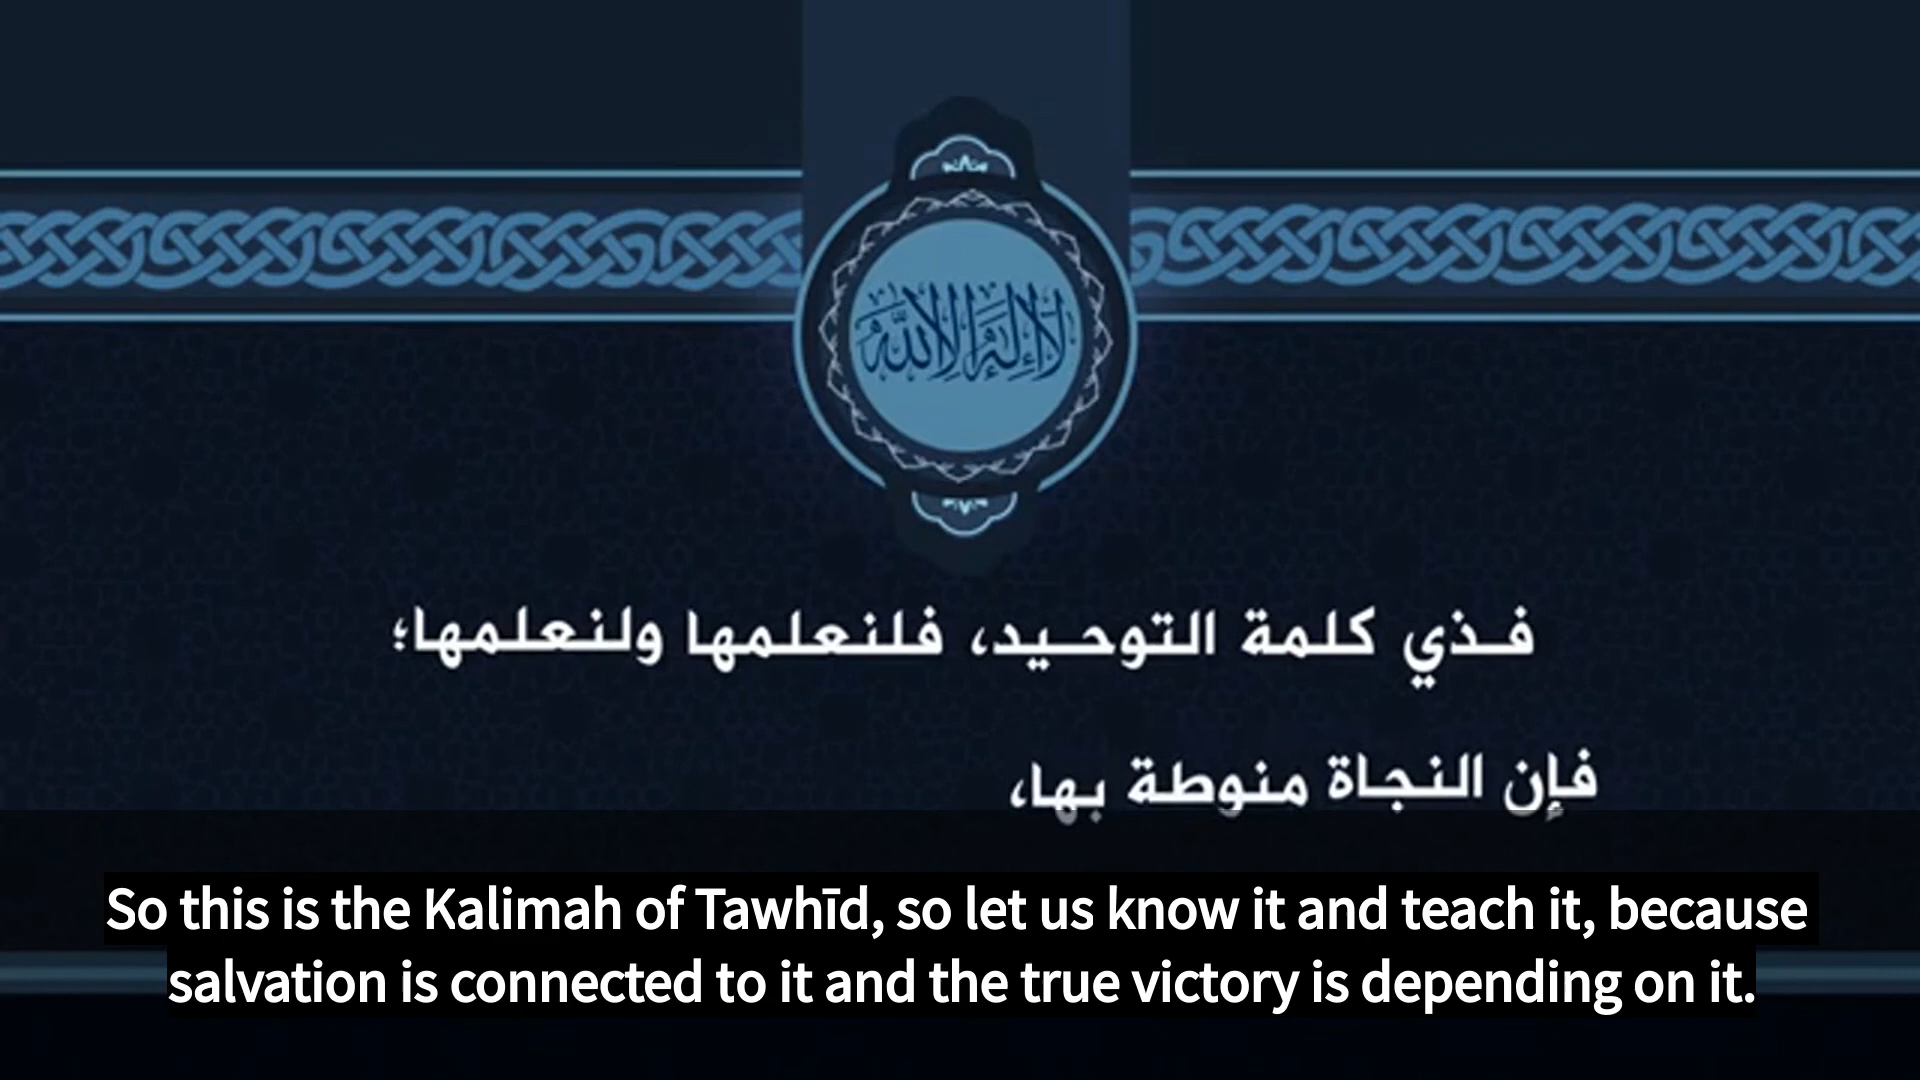 لا إله إلا الله
فذي كلمة التوحيد، فلنعلمها ولنعلمها؛
فإن النجاة منوطة بها،
So this is the Kalimah of Tawhīd, so let us know it and teach it, because
salvation is connected to it and the true victory is depending on it.